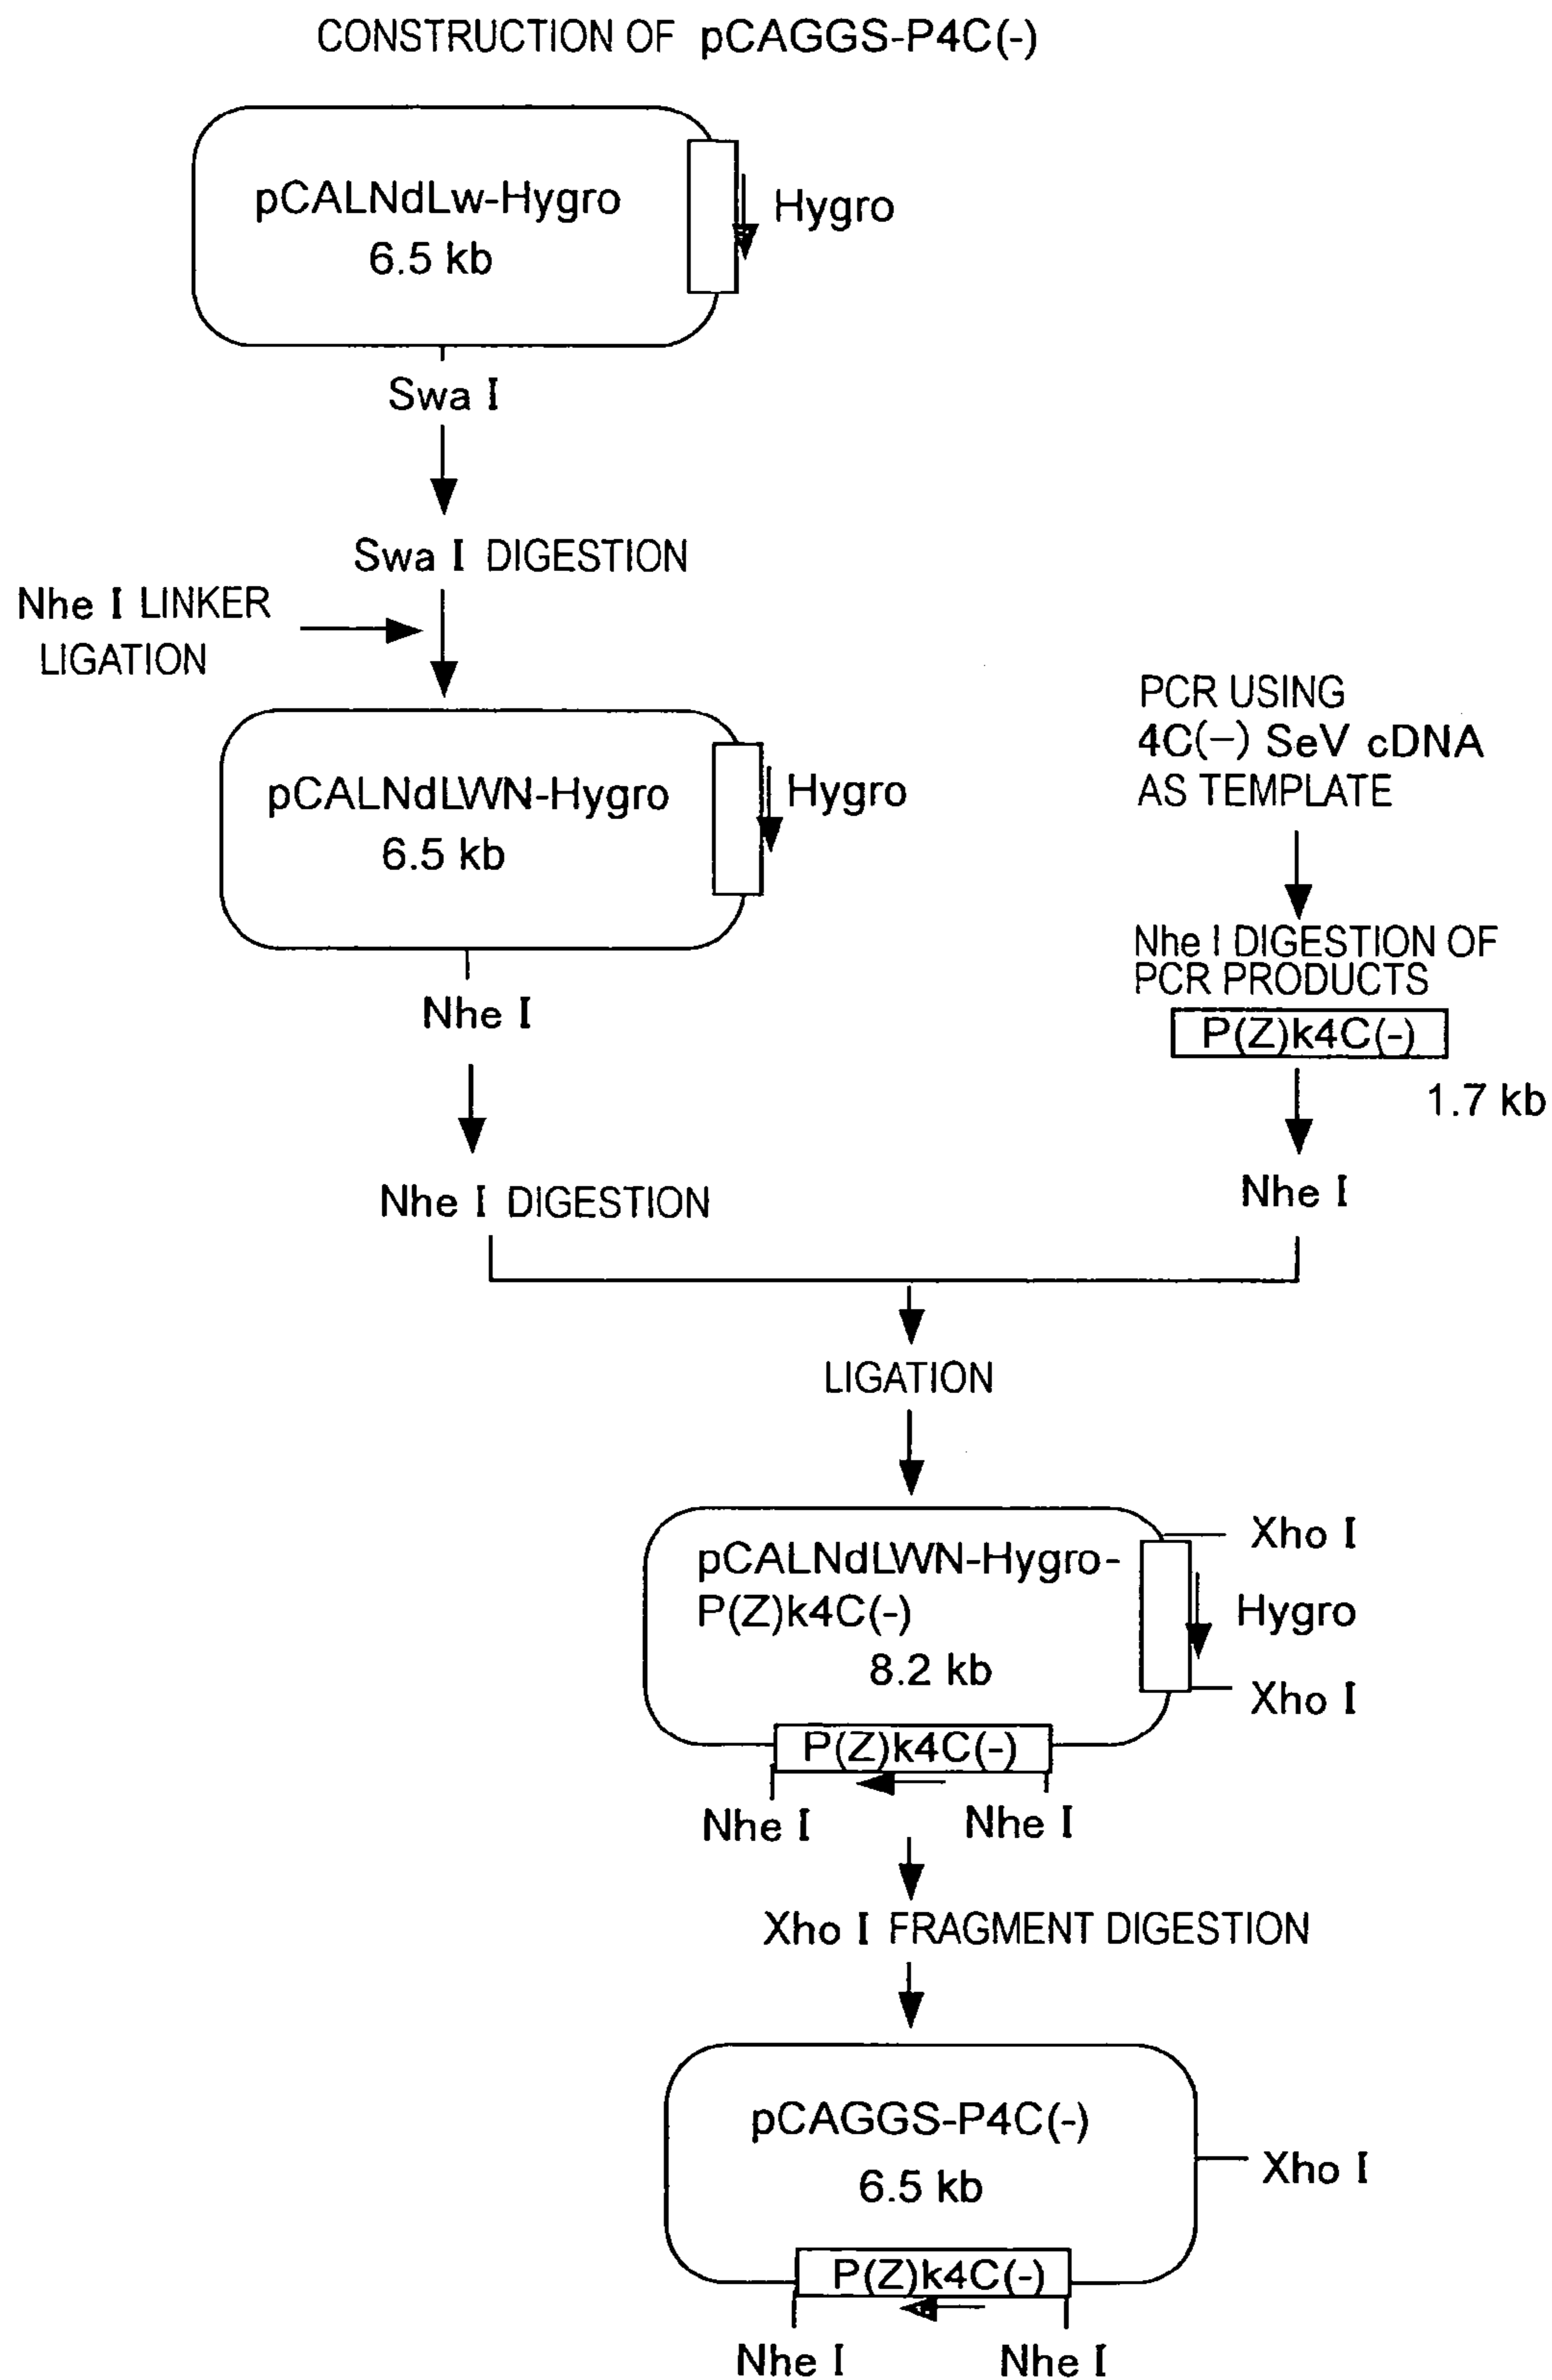 CONSTRUCTION OF pCAGGS-P4C(-)
pCALNdLw-Hygro
6.5 kb
Hygro
Swa I
Swa I DIGESTION
Nhe I LINKER
LIGATION
pCALNdLWN-Hygro
6.5 kb
Hygro
Nhe I
Nhe I DIGESTION
PCR USING
4C(−) SeV cDNA
AS TEMPLATE
Nhe I DIGESTION OF
PCR PRODUCTS
P(Z)k4C(-)
1.7 kb
Nhe I
LIGATION
pCALNdLWN-Hygro-
P(Z)k4C(-)
8.2 kb
Xho I
Hygro
Xho I
P(Z)k4C(-)
Nhe I Nhe I
Xho I FRAGMENT DIGESTION
pCAGGS-P4C(-)
6.5 kb
Xho I
P(Z)k4C(-)
Nhe I Nhe I